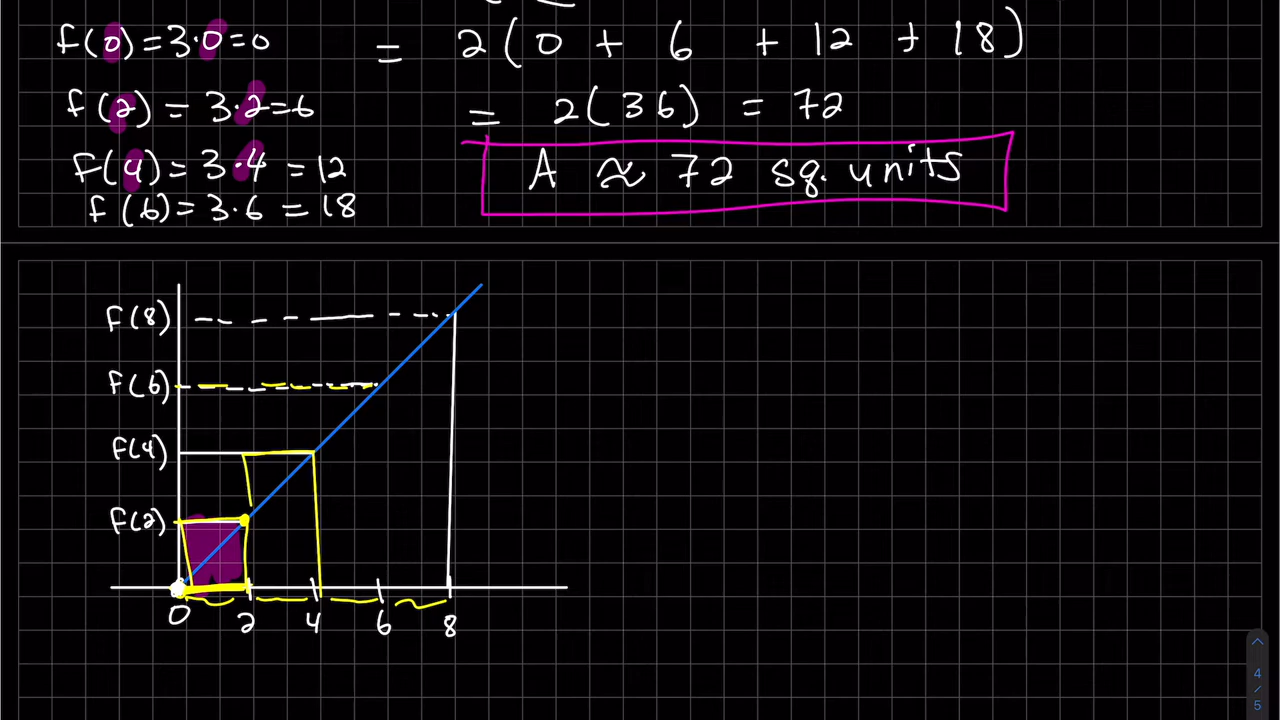 f(0)=3·0=0 = 2(0 + 6 + 12 + 18)
f(2) = 3·2=6 = 2(36) = 72
f(4) = 3·4 = 12 A ≈ 72 sq. units
f(6)= 3·6 = 18
f(8)
f(6)
f(4)
f(2)
0 2 4 6 8
4
/
5